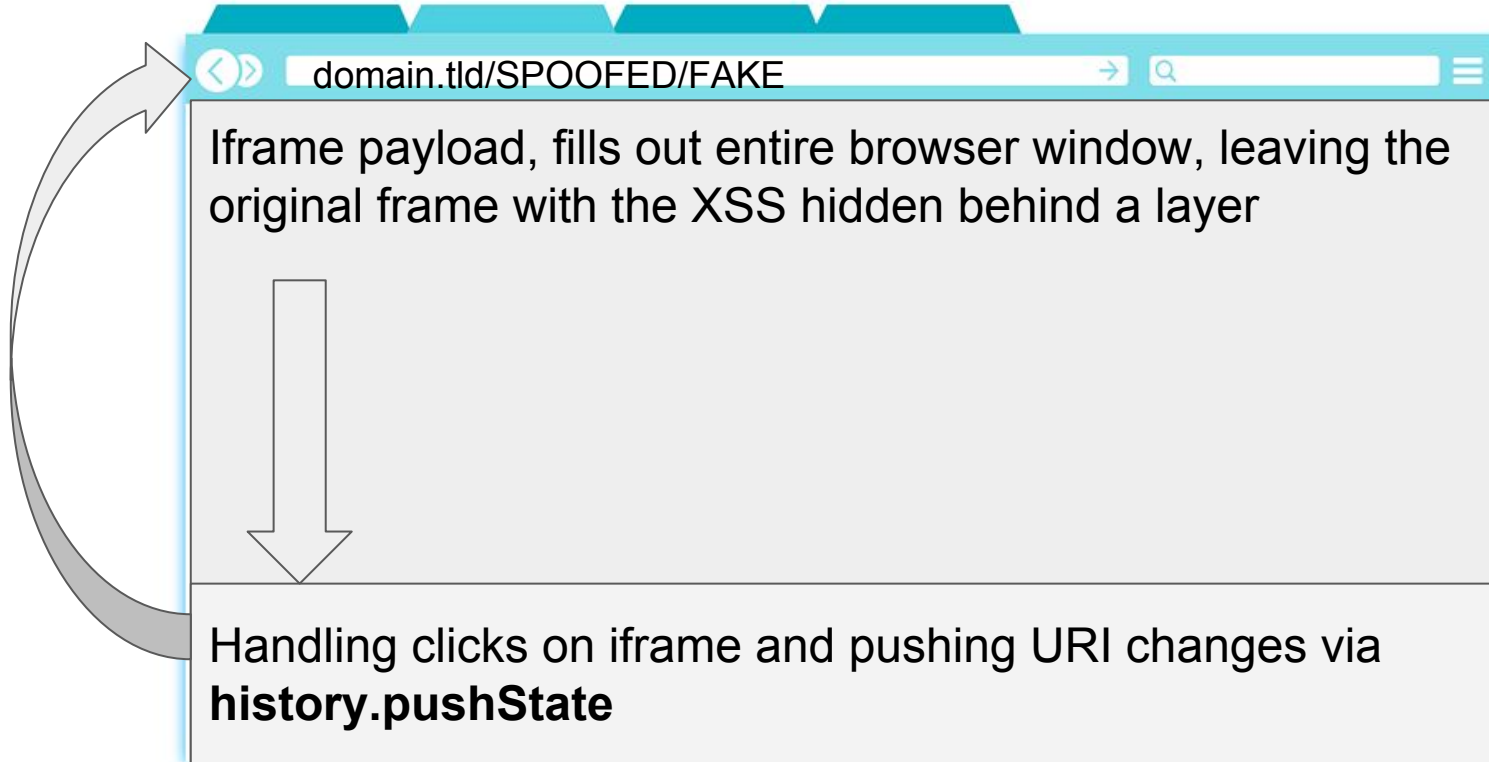 domain.tld/SPOOFED/FAKE
Iframe payload, fills out entire browser window, leaving the
original frame with the XSS hidden behind a layer
Handling clicks on iframe and pushing URI changes via
history.pushState